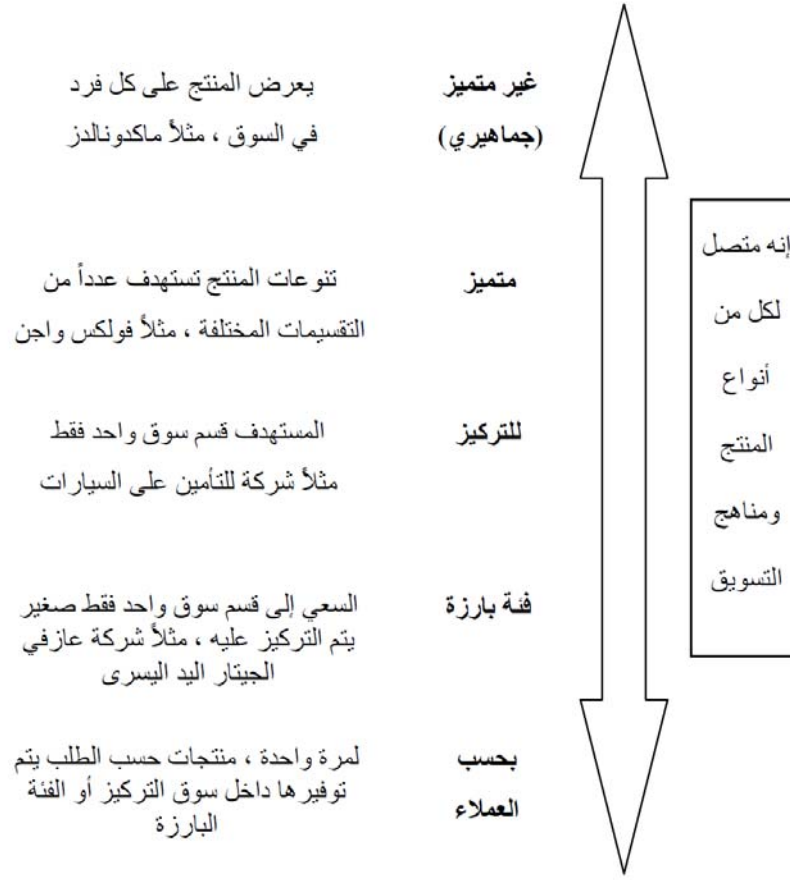 غير متميز
(جماهيري)
يعرض المنتج على كل فرد
في السوق ، مثلاً ماكدونالدز
متميز
تنوعات المنتج تستهدف عدداً من
التقسيمات المختلفة ، مثلاً فولكس واجن
للتركيز
المستهدف قسم سوق واحد فقط
مثلاً شركة للتأمين على السيارات
فئة بارزة
السعي إلى قسم سوق واحد فقط صغير
يتم التركيز عليه ، مثلاً شركة عازفي
الجيتار اليد اليسرى
بحسب
العملاء
لمرة واحدة ، منتجات حسب الطلب يتم
توفيرها داخل سوق التركيز أو الفئة
البارزة
إنه متصل
لكل من
أنواع
المنتج
ومناهج
التسويق